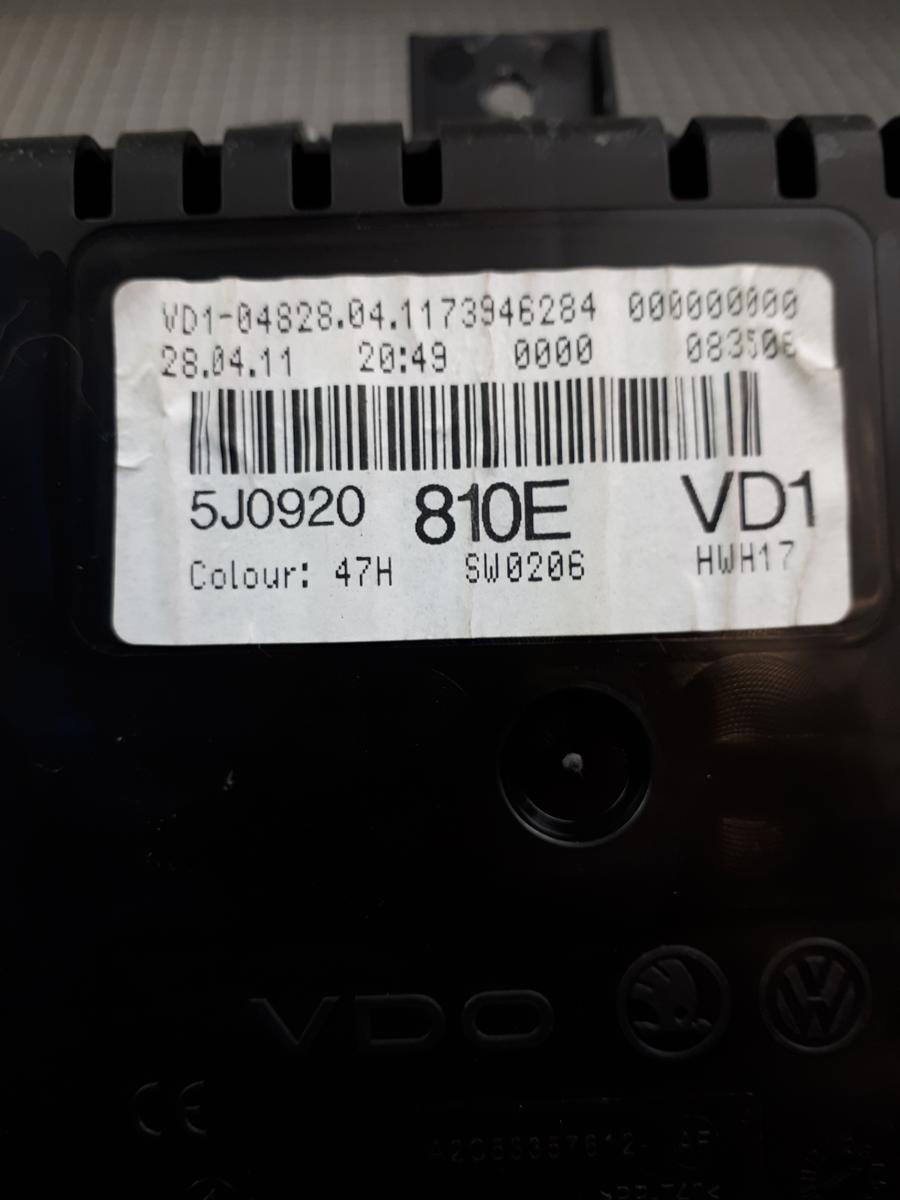 VD1-04828.04.1173946284 000000000
28.04.11 20:49 0000 083506
5J0920 810E VD1
Colour: 47H SW0206 HWH17
VDO
CE